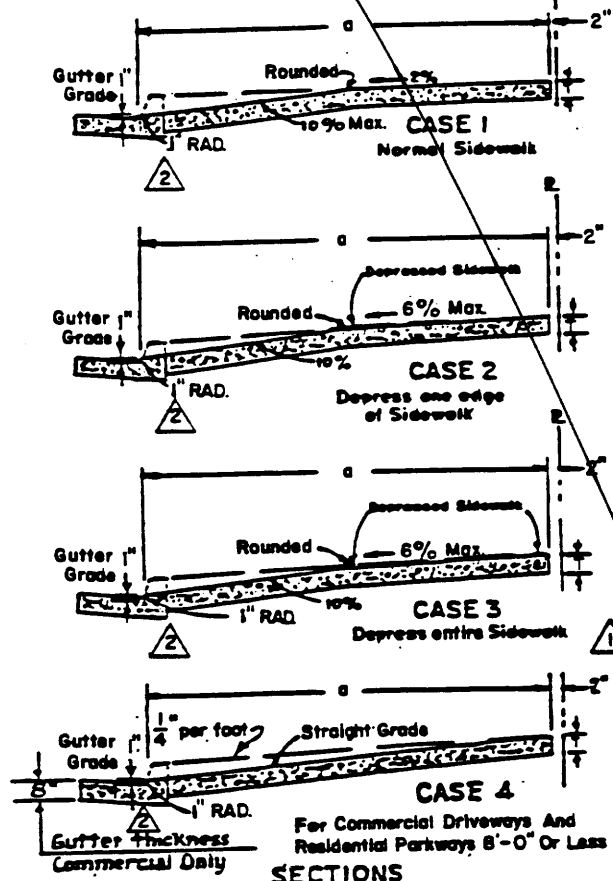 a
2"
Gutter 1"
Grade
Rounded
2%
10% Max.
CASE 1
Normal Sidewalk
1" RAD.
2
a
2"
Depressed Sidewalk
Gutter 1"
Grade
Rounded
6% Max.
10%
CASE 2
Depress one edge
of Sidewalk
1" RAD.
2
a
2"
Depressed Sidewalk
Gutter 1"
Grade
Rounded
6% Max.
10%
CASE 3
Depress entire Sidewalk
1" RAD.
2
1
a
2"
1/4" per foot
Straight Grade
Gutter 1"
Grade
8"
CASE 4
1" RAD.
2
For Commercial Driveways And
Residential Parkways 8'-0" Or Less
Gutter Thickness
Commercial Only
SECTIONS